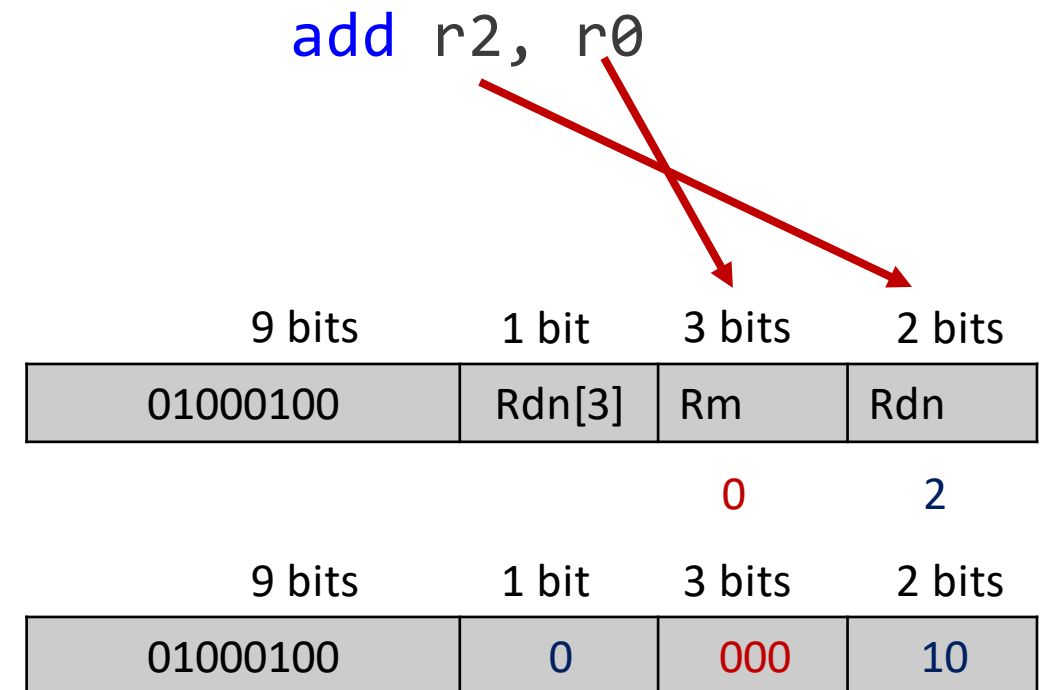 add r2, r0
9 bits 1 bit 3 bits 2 bits
01000100 Rdn[3] Rm Rdn
0 2
9 bits 1 bit 3 bits 2 bits
01000100 0 000 10